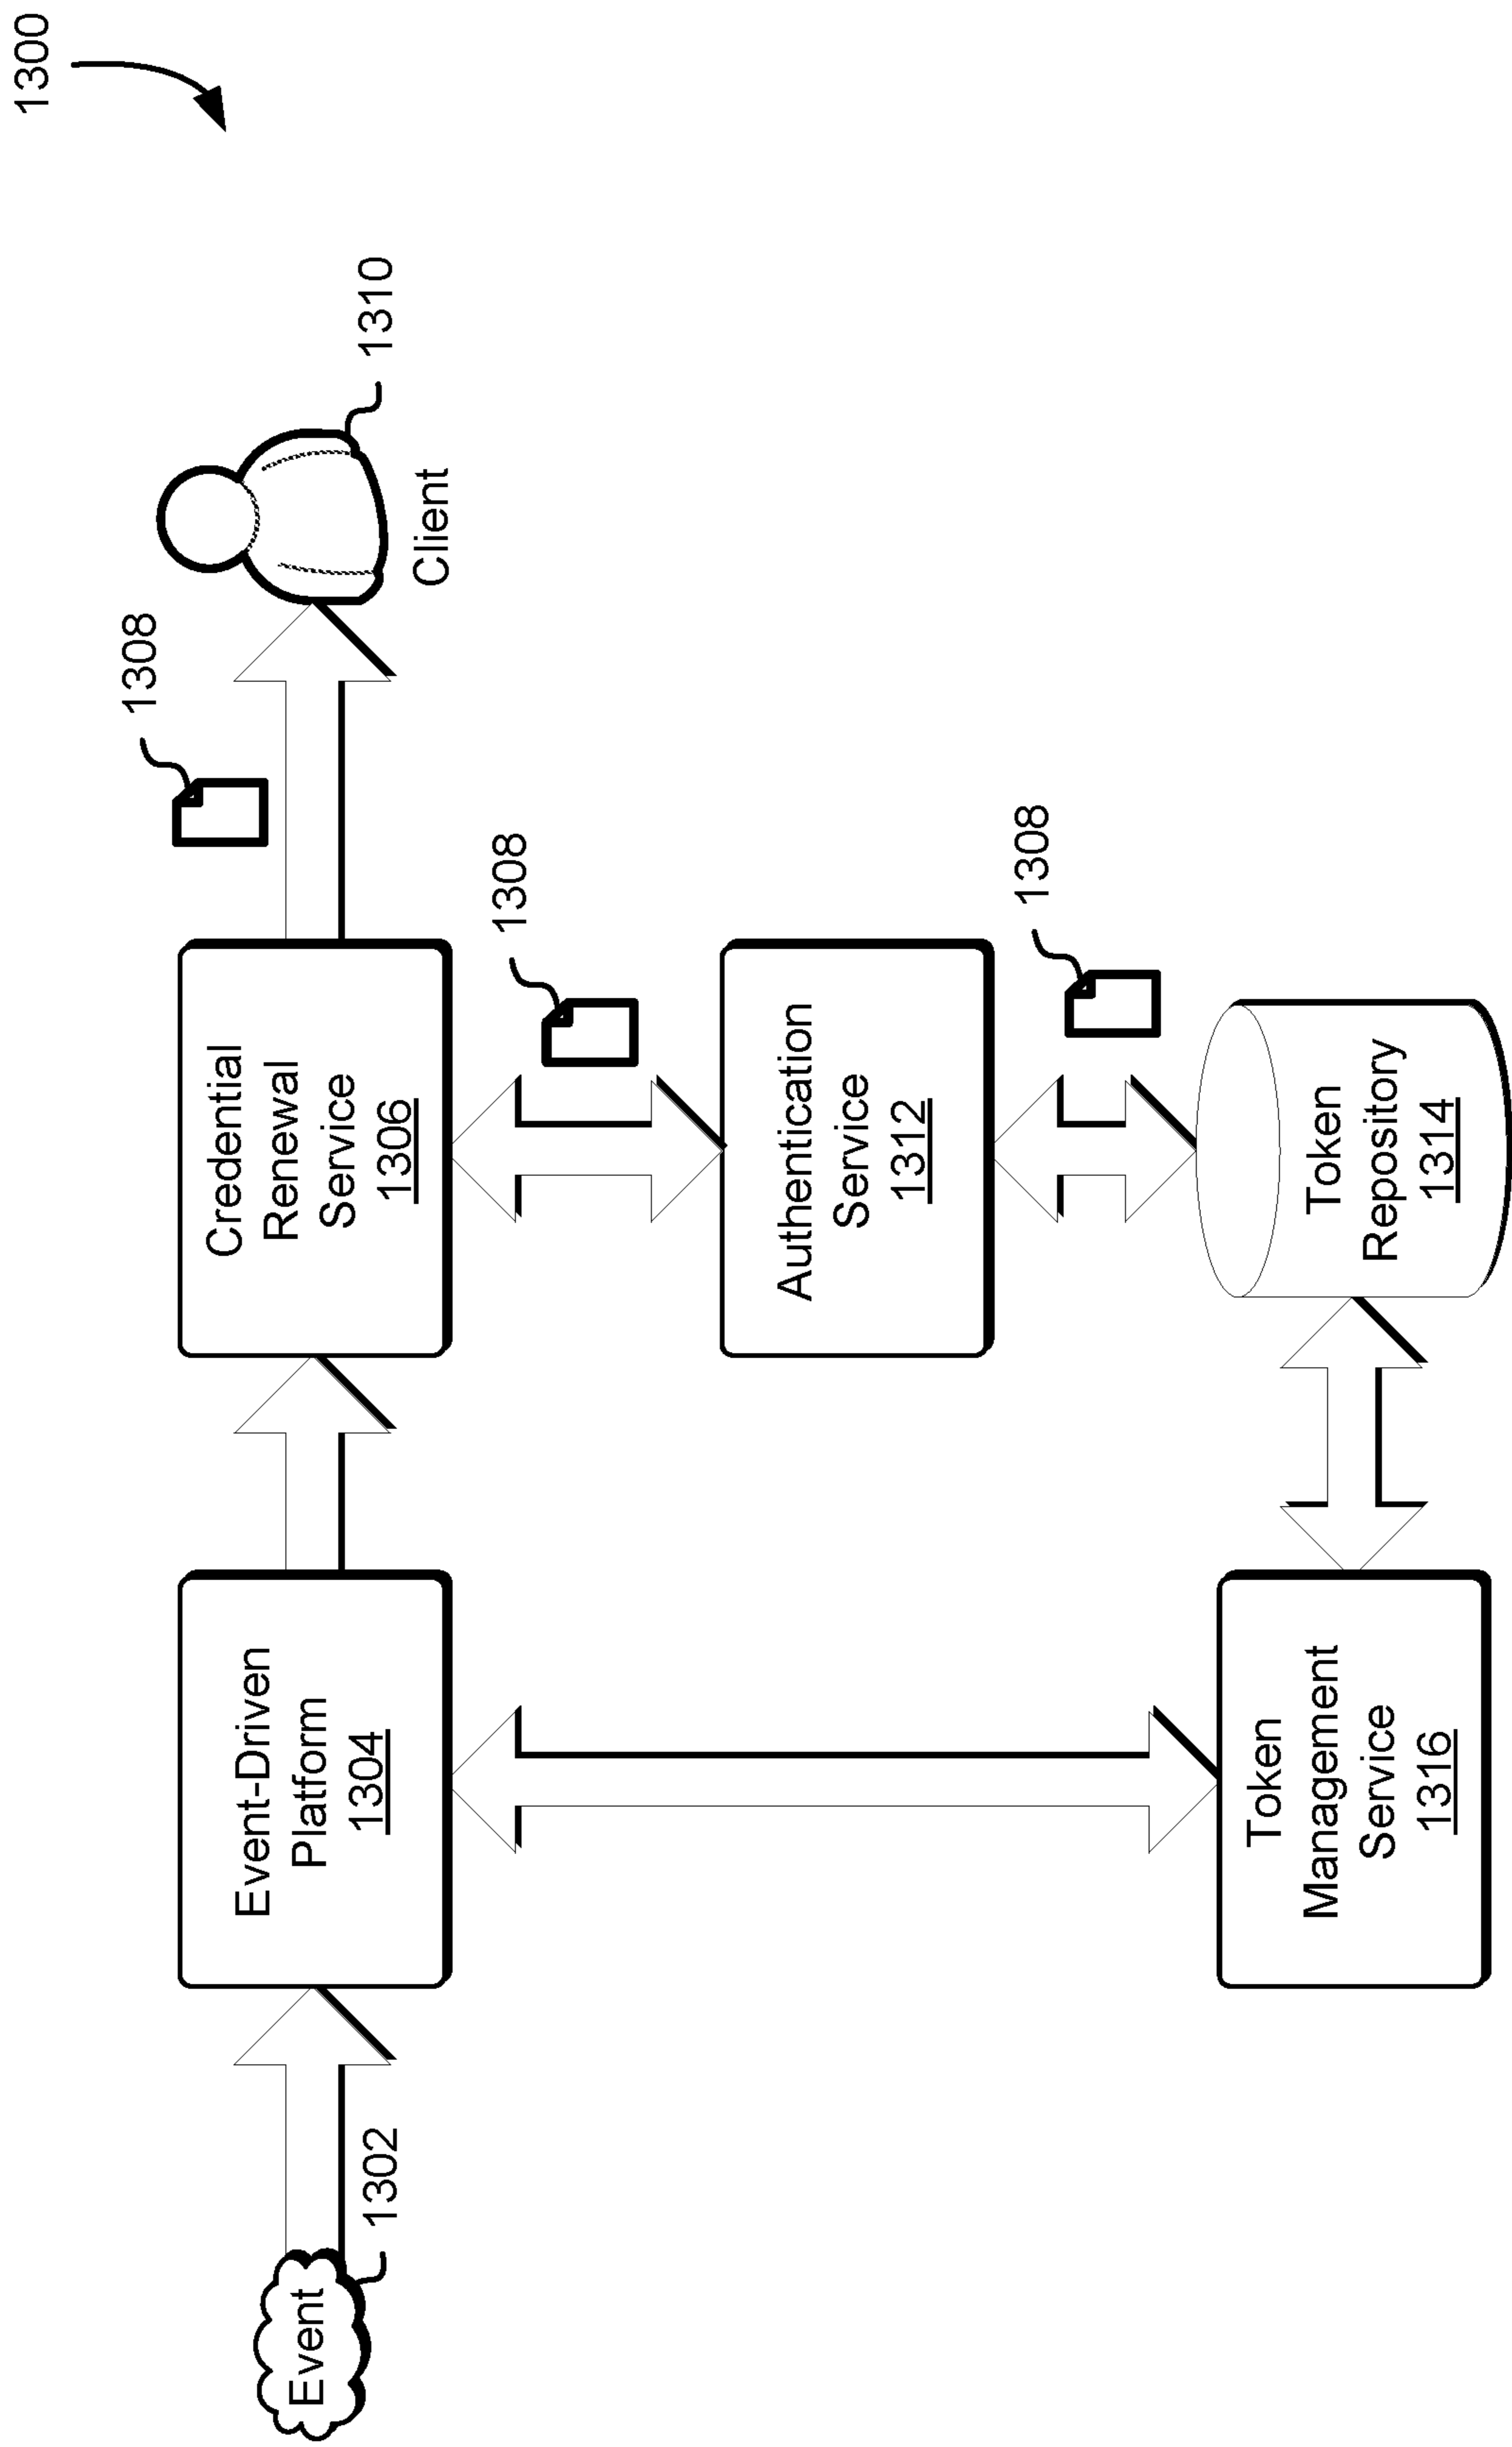 1300
Event
1302
Event-Driven
Platform
1304
Credential
Renewal
Service
1306
1308
Client
1310
1308
Authentication
Service
1312
1308
Token
Management
Service
1316
Token
Repository
1314